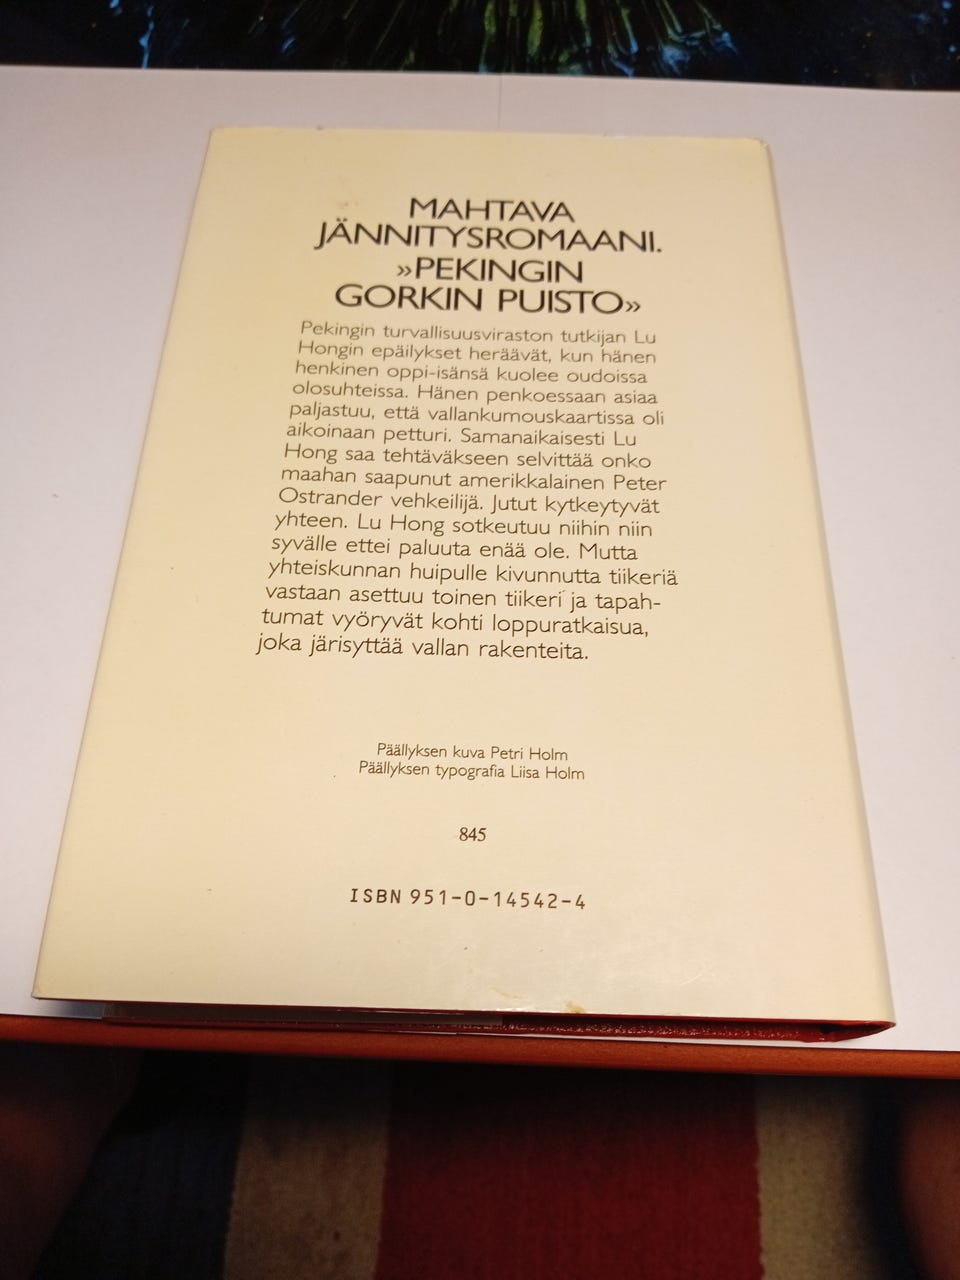 MAHTAVA
JÄNNITYSROMAANI.
»PEKINGIN
GORKIN PUISTO»
Pekingin turvallisuusviraston tutkijan Lu
Hongin epäilykset heräävät, kun hänen
henkinen oppi-isänsä kuolee oudoissa
olosuhteissa. Hänen penkoessaan asiaa
paljastuu, että vallankumouskaartissa oli
aikoinaan petturi. Samanaikaisesti Lu
Hong saa tehtäväkseen selvittää onko
maahan saapunut amerikkalainen Peter
Ostrander vehkeilijä. Jutut kytkeytyvät
yhteen. Lu Hong sotkeutuu niihin niin
syvälle ettei paluuta enää ole. Mutta
yhteiskunnan huipulle kivunnutta tiikeriä
vastaan asettuu toinen tiikeri ja tapah-
tumat vyöryvät kohti loppuratkaisua,
joka järisyttää vallan rakenteita.
Päällyksen kuva Petri Holm
Päällyksen typografia Liisa Holm
845
ISBN 951-0-14542-4